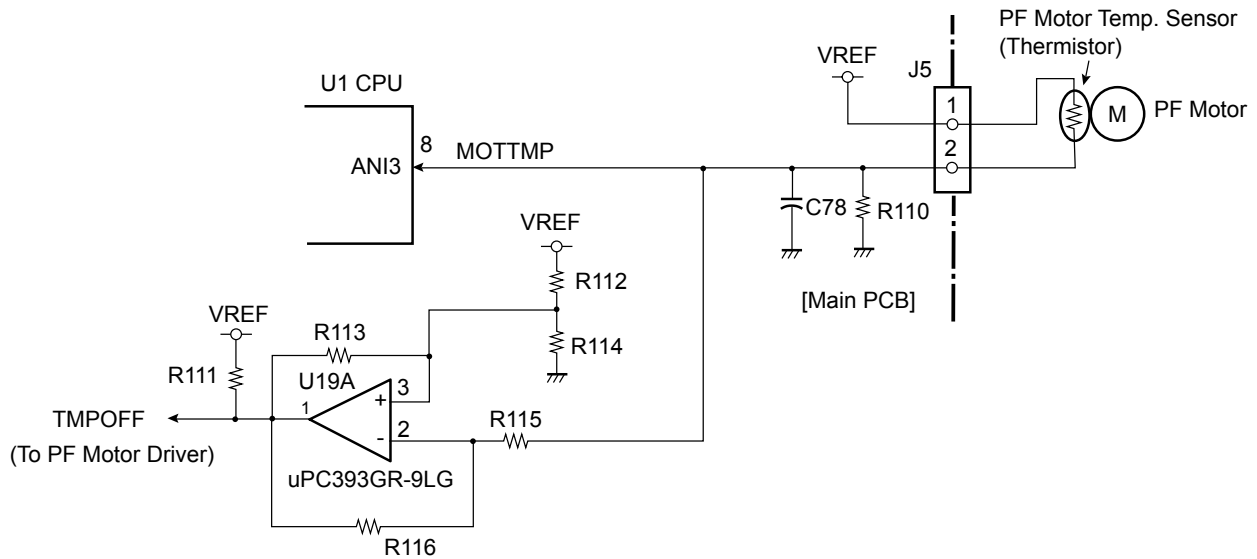 PF Motor Temp. Sensor
(Thermistor)
VREF
J5
U1 CPU
1
M
PF Motor
8
2
ANI3
MOTTMP
C78
R110
VREF
R112
[Main PCB]
VREF
R113
R114
R111
U19A
3
+
1
TMPOFF
R115
2
-
(To PF Motor Driver)
uPC393GR-9LG
R116